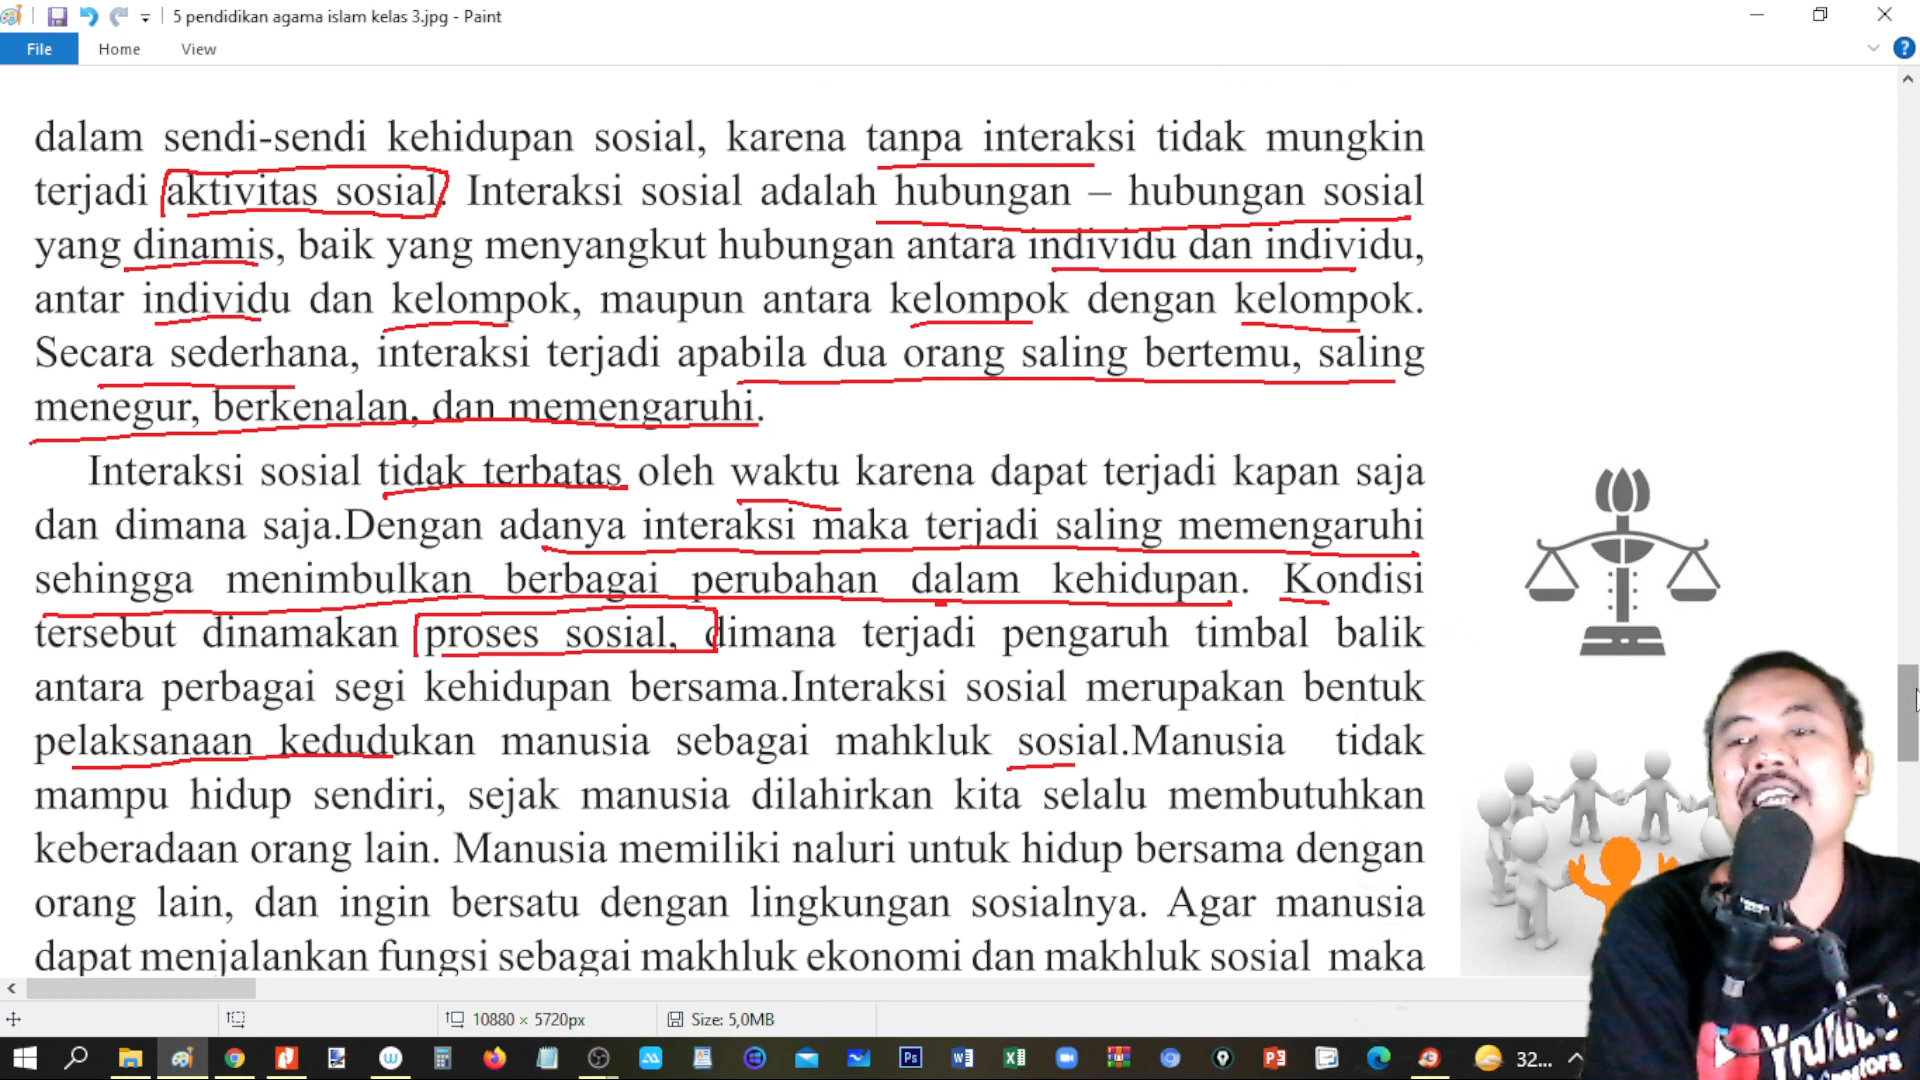 5 pendidikan agama islam kelas 3.jpg - Paint
File Home View
dalam sendi-sendi kehidupan sosial, karena tanpa interaksi tidak mungkin
terjadi aktivitas sosial. Interaksi sosial adalah hubungan – hubungan sosial
yang dinamis, baik yang menyangkut hubungan antara individu dan individu,
antar individu dan kelompok, maupun antara kelompok dengan kelompok.
Secara sederhana, interaksi terjadi apabila dua orang saling bertemu, saling
menegur, berkenalan, dan memengaruhi.
Interaksi sosial tidak terbatas oleh waktu karena dapat terjadi kapan saja
dan dimana saja.Dengan adanya interaksi maka terjadi saling memengaruhi
sehingga menimbulkan berbagai perubahan dalam kehidupan. Kondisi
tersebut dinamakan proses sosial, dimana terjadi pengaruh timbal balik
antara perbagai segi kehidupan bersama.Interaksi sosial merupakan bentuk
pelaksanaan kedudukan manusia sebagai mahkluk sosial.Manusia tidak
mampu hidup sendiri, sejak manusia dilahirkan kita selalu membutuhkan
keberadaan orang lain. Manusia memiliki naluri untuk hidup bersama dengan
orang lain, dan ingin bersatu dengan lingkungan sosialnya. Agar manusia
dapat menjalankan fungsi sebagai makhluk ekonomi dan makhluk sosial maka
10880 × 5720px
Size: 5,0MB
32...